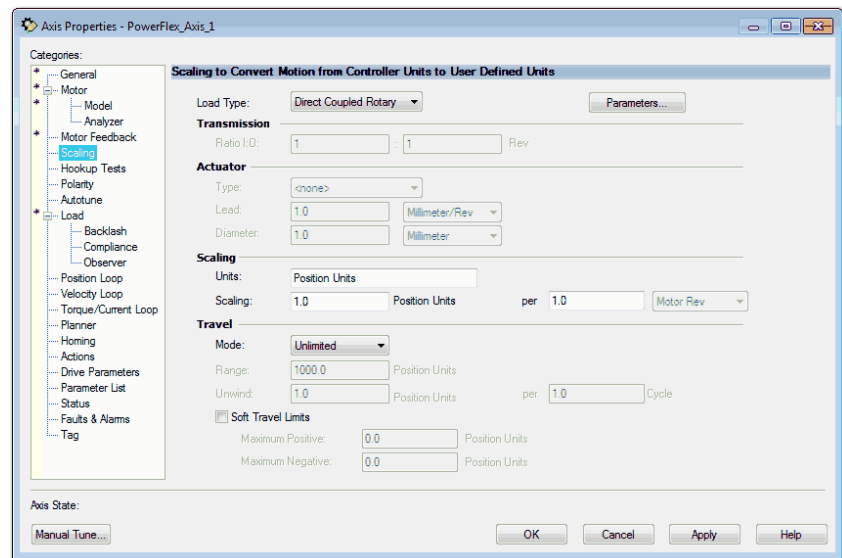 Axis Properties - PowerFlex_Axis_1
Categories:
* General
* Motor
* Model
Analyzer
* Motor Feedback
Scaling
Hookup Tests
Polarity
Autotune
* Load
Backlash
Compliance
Observer
Position Loop
Velocity Loop
Torque/Current Loop
Planner
Homing
Actions
Drive Parameters
Parameter List
Status
Faults & Alarms
Tag
Scaling to Convert Motion from Controller Units to User Defined Units
Load Type: Direct Coupled Rotary Parameters...
Transmission
Ratio I:O: 1 : 1 Rev
Actuator
Type: <none>
Lead: 1.0 Millimeter/Rev
Diameter: 1.0 Millimeter
Scaling
Units: Position Units
Scaling: 1.0 Position Units per 1.0 Motor Rev
Travel
Mode: Unlimited
Range: 1000.0 Position Units
Unwind: 1.0 Position Units per 1.0 Cycle
Soft Travel Limits
Maximum Positive: 0.0 Position Units
Maximum Negative: 0.0 Position Units
Axis State:
Manual Tune... OK Cancel Apply Help